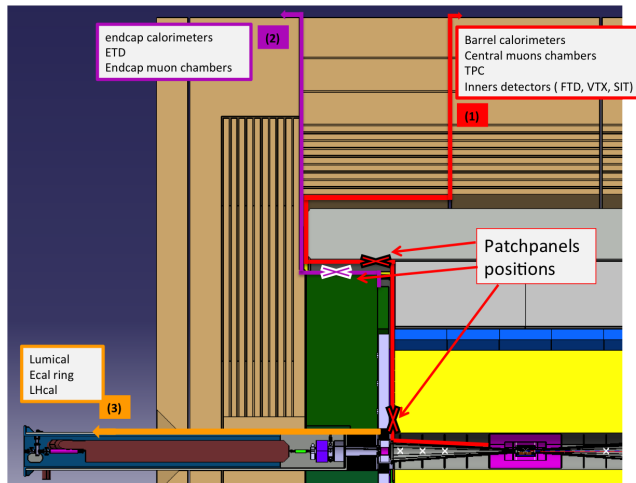 endcap calorimeters
ETD
Endcap muon chambers
(2)
Barrel calorimeters
Central muons chambers
TPC
Inners detectors ( FTD, VTX, SIT)
(1)
Patchpanels
positions
Lumical
Ecal ring
LHcal
(3)